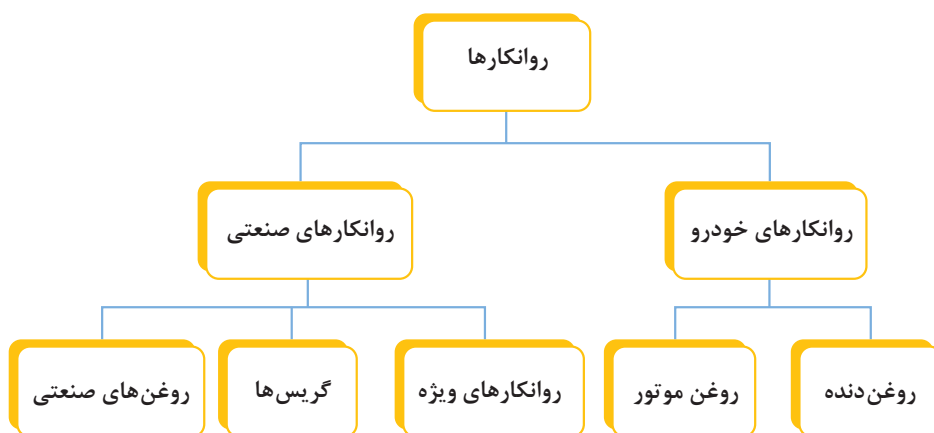 روانکارها
روانکارهای خودرو
روانکارهای صنعتی
روغن‌دنده
روغن موتور
روانکارهای ویژه
گریس‌ها
روغن‌های صنعتی